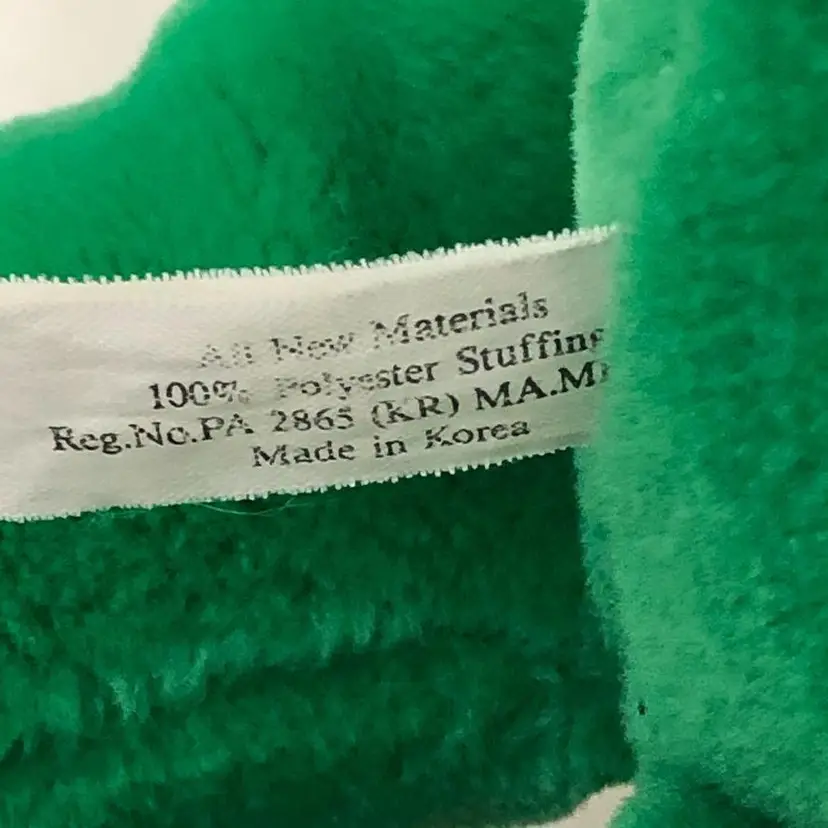 All New Materials
100% Polyester Stuffing
Reg.No.PA 2865 (KR) MA.M
Made in Korea